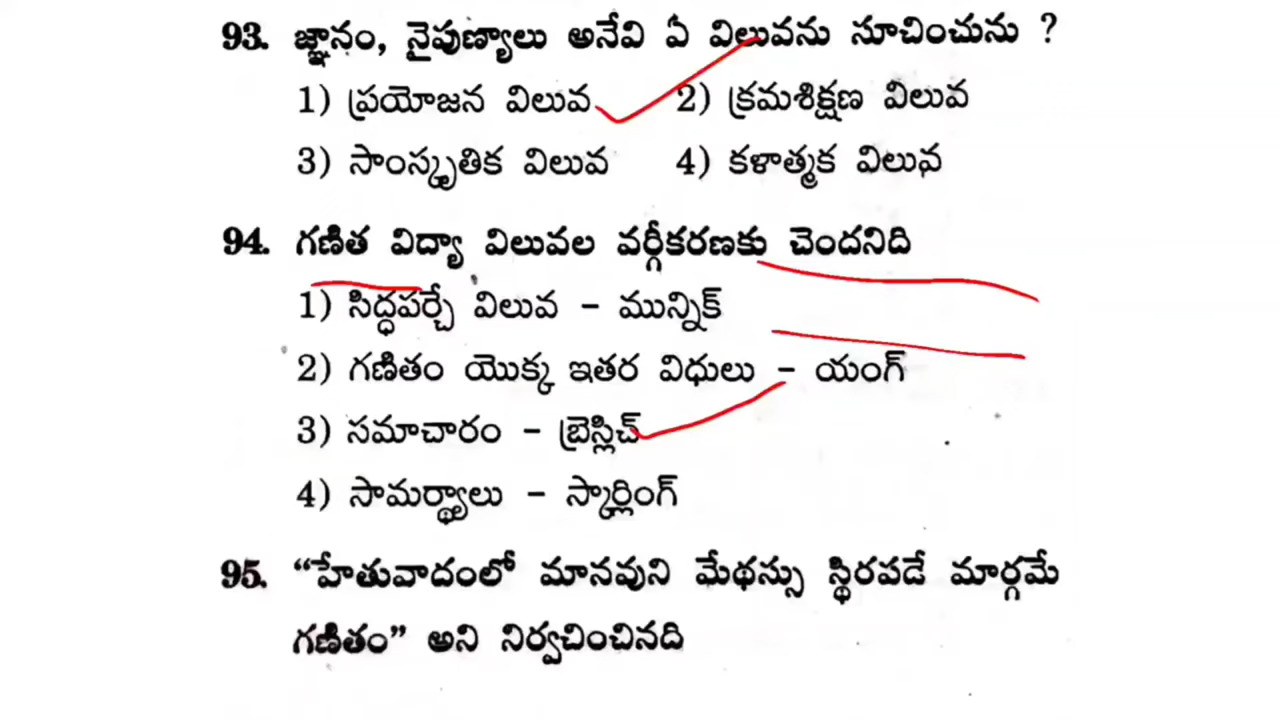 93. జ్ఞానం, నైపుణ్యాలు అనేవి ఏ విలువను సూచించును ?
1) ప్రయోజన విలువ 2) క్రమశిక్షణ విలువ
3) సాంస్కృతిక విలువ 4) కళాత్మక విలువ
94. గణిత విద్యా విలువల వర్గీకరణకు చెందనిది
1) సిద్ధపర్చే విలువ – మున్నిక్
2) గణితం యొక్క ఇతర విధులు – యంగ్
3) సమాచారం – బ్రెస్లిచ్
4) సామర్థ్యాలు – స్కార్లింగ్
95. “హేతువాదంలో మానవుని మేథస్సు స్థిరపడే మార్గమే
గణితం” అని నిర్వచించినది